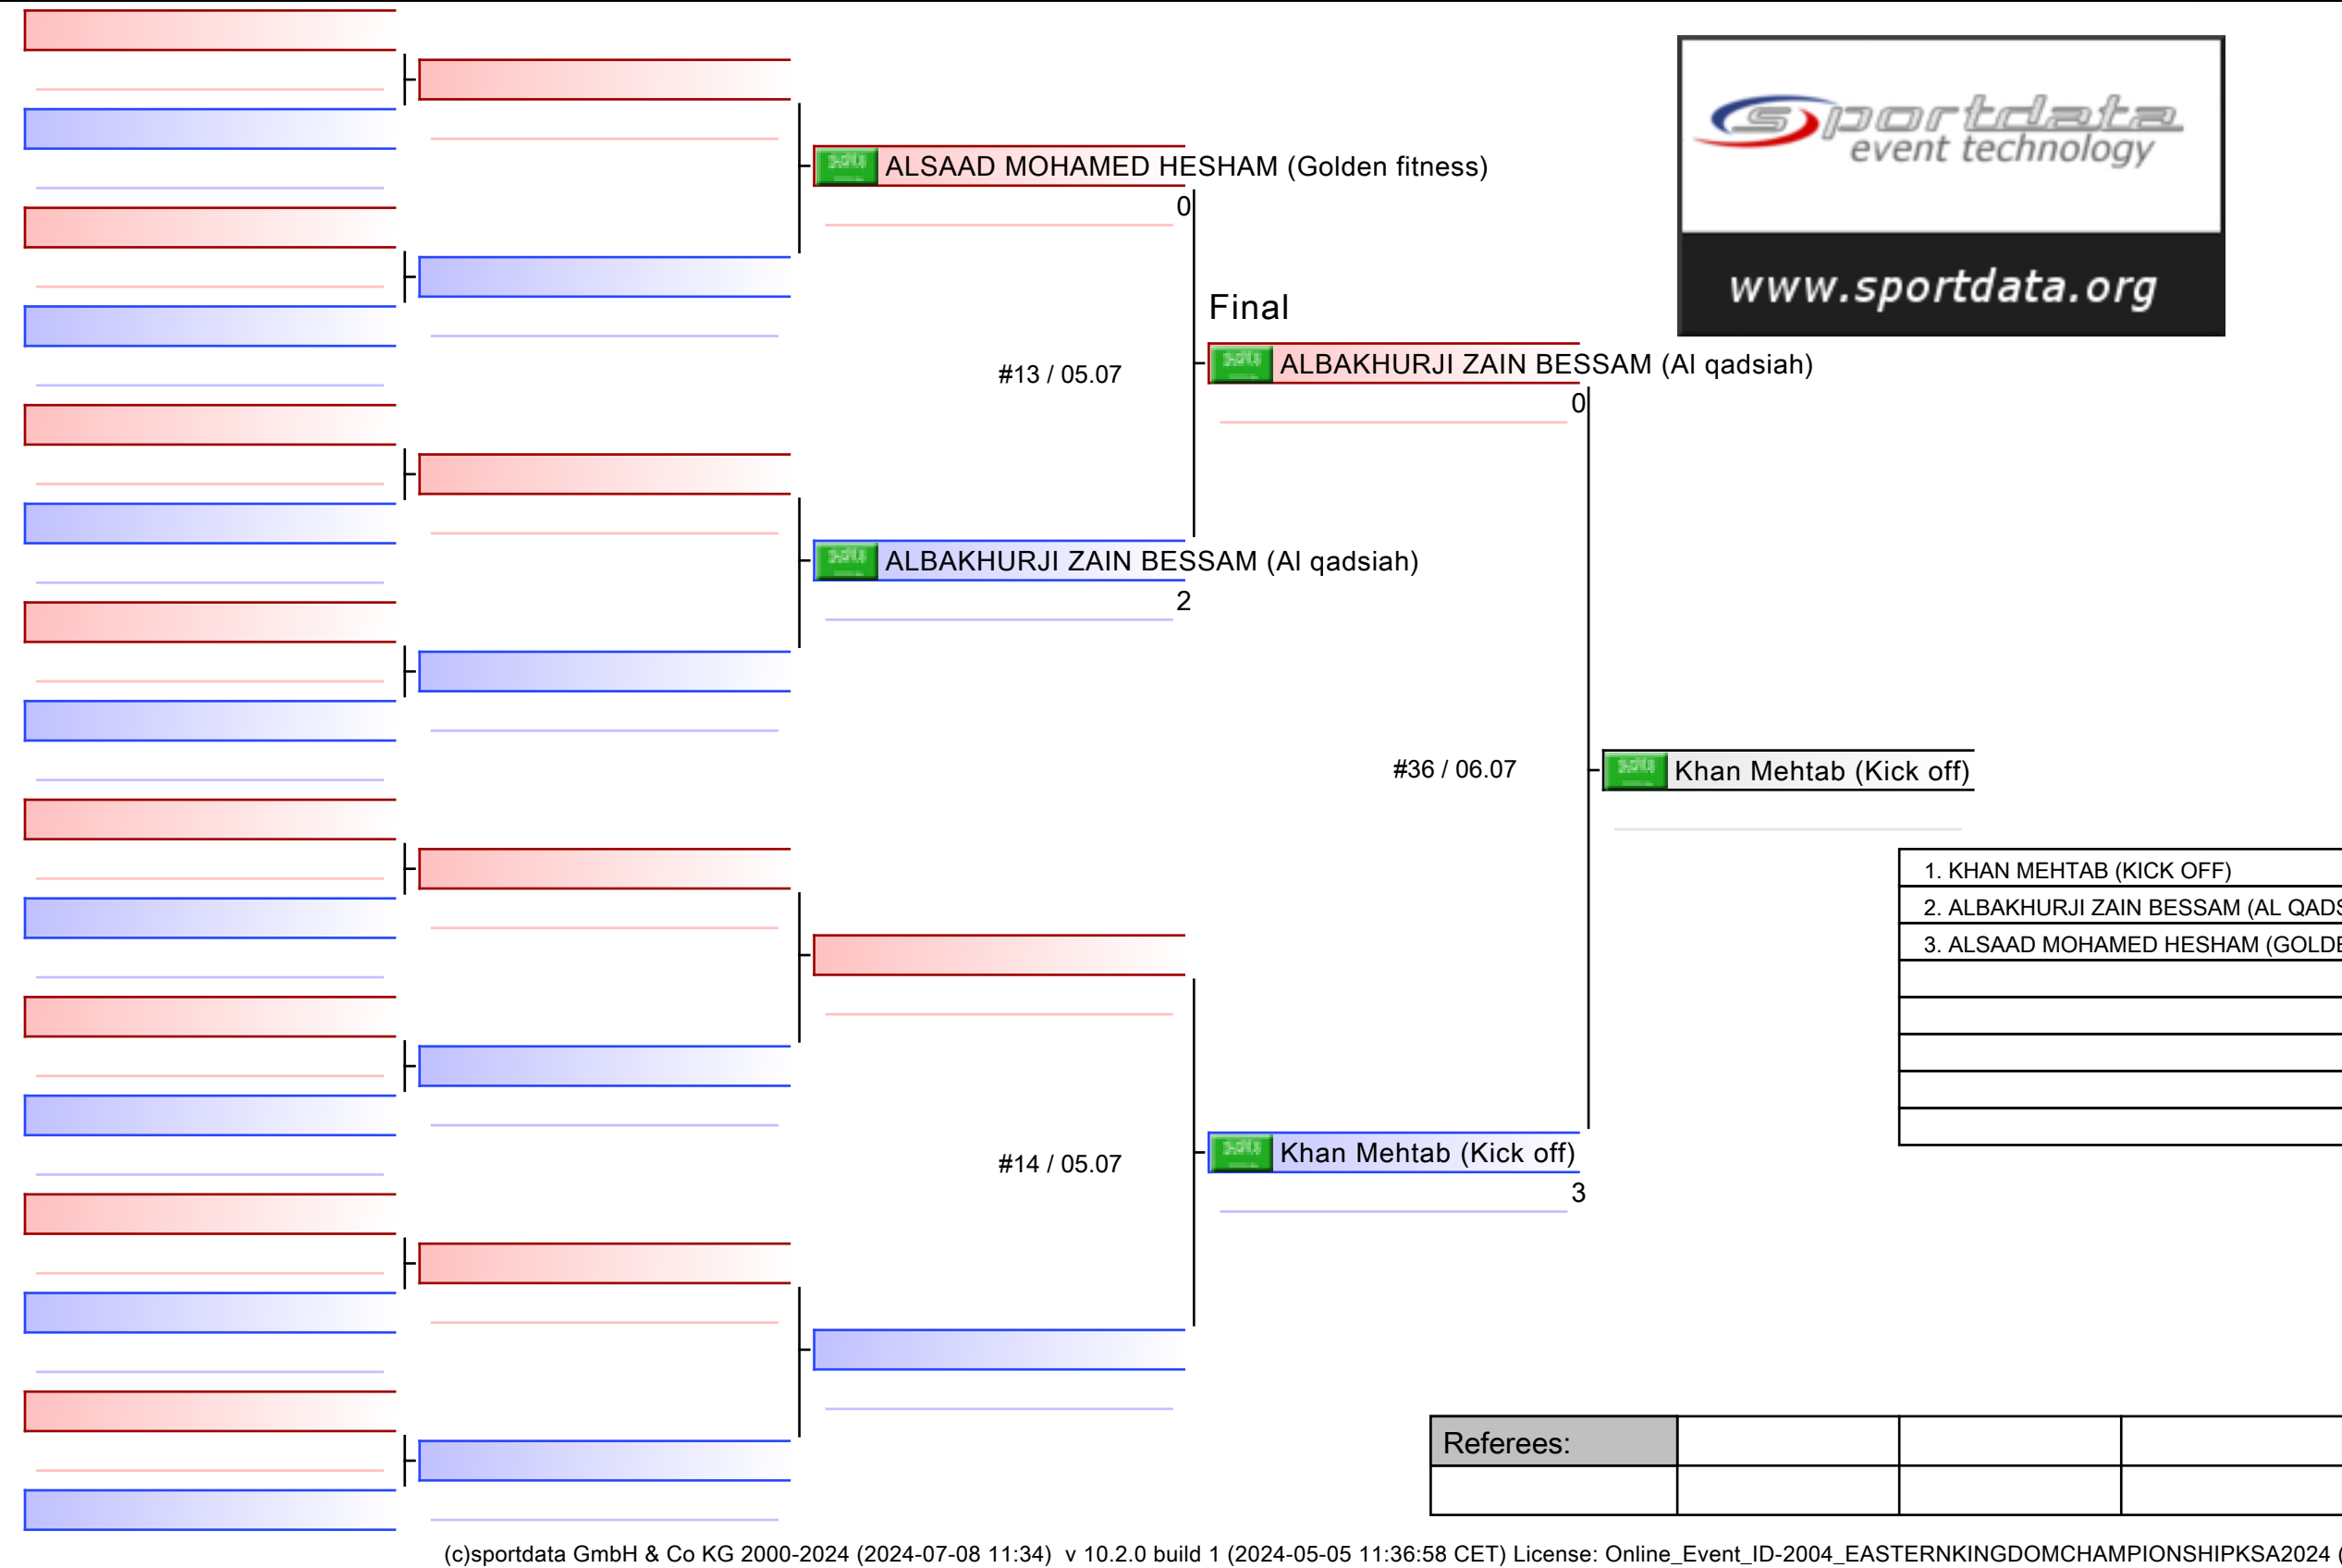 sportdata
event technology
www.sportdata.org
ALSAAD MOHAMED HESHAM (Golden fitness)
0
Final
#13 / 05.07
ALBAKHURJI ZAIN BESSAM (Al qadsiah)
0
ALBAKHURJI ZAIN BESSAM (Al qadsiah)
2
#36 / 06.07
Khan Mehtab (Kick off)
1. KHAN MEHTAB (KICK OFF)
2. ALBAKHURJI ZAIN BESSAM (AL QADS
3. ALSAAD MOHAMED HESHAM (GOLDE
#14 / 05.07
Khan Mehtab (Kick off)
3
Referees:
(c)sportdata GmbH & Co KG 2000-2024 (2024-07-08 11:34) v 10.2.0 build 1 (2024-05-05 11:36:58 CET) License: Online_Event_ID-2004_EASTERNKINGDOMCHAMPIONSHIPKSA2024